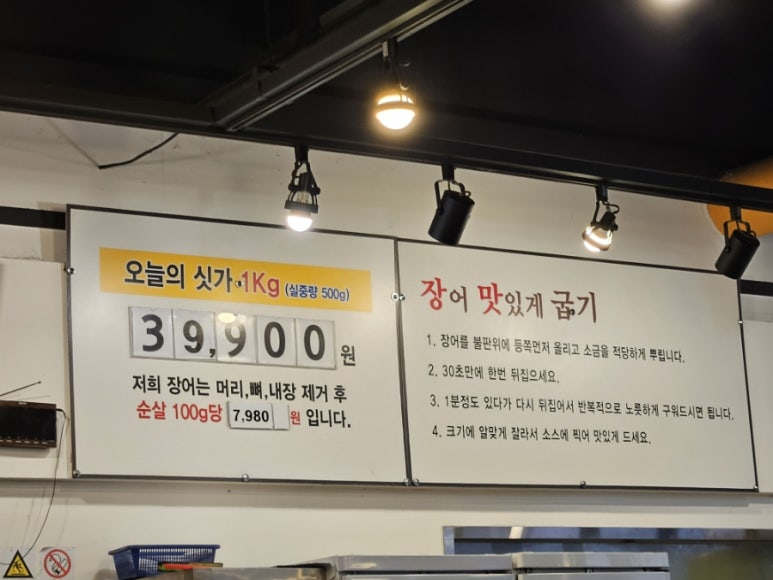 오늘의 싯가·1Kg (실중량 500g)
39,900 원
저희 장어는 머리,뼈,내장 제거 후
순살 100g당 7,980 원 입니다.
장어 맛있게 굽기
1. 장어를 불판위에 등쪽먼저 올리고 소금을 적당하게 뿌립니다.
2. 30초만에 한번 뒤집으세요.
3. 1분정도 있다가 다시 뒤집어서 반복적으로 노릇하게 구워드시면 됩니다.
4. 크기에 알맞게 잘라서 소스에 찍어 맛있게 드세요.